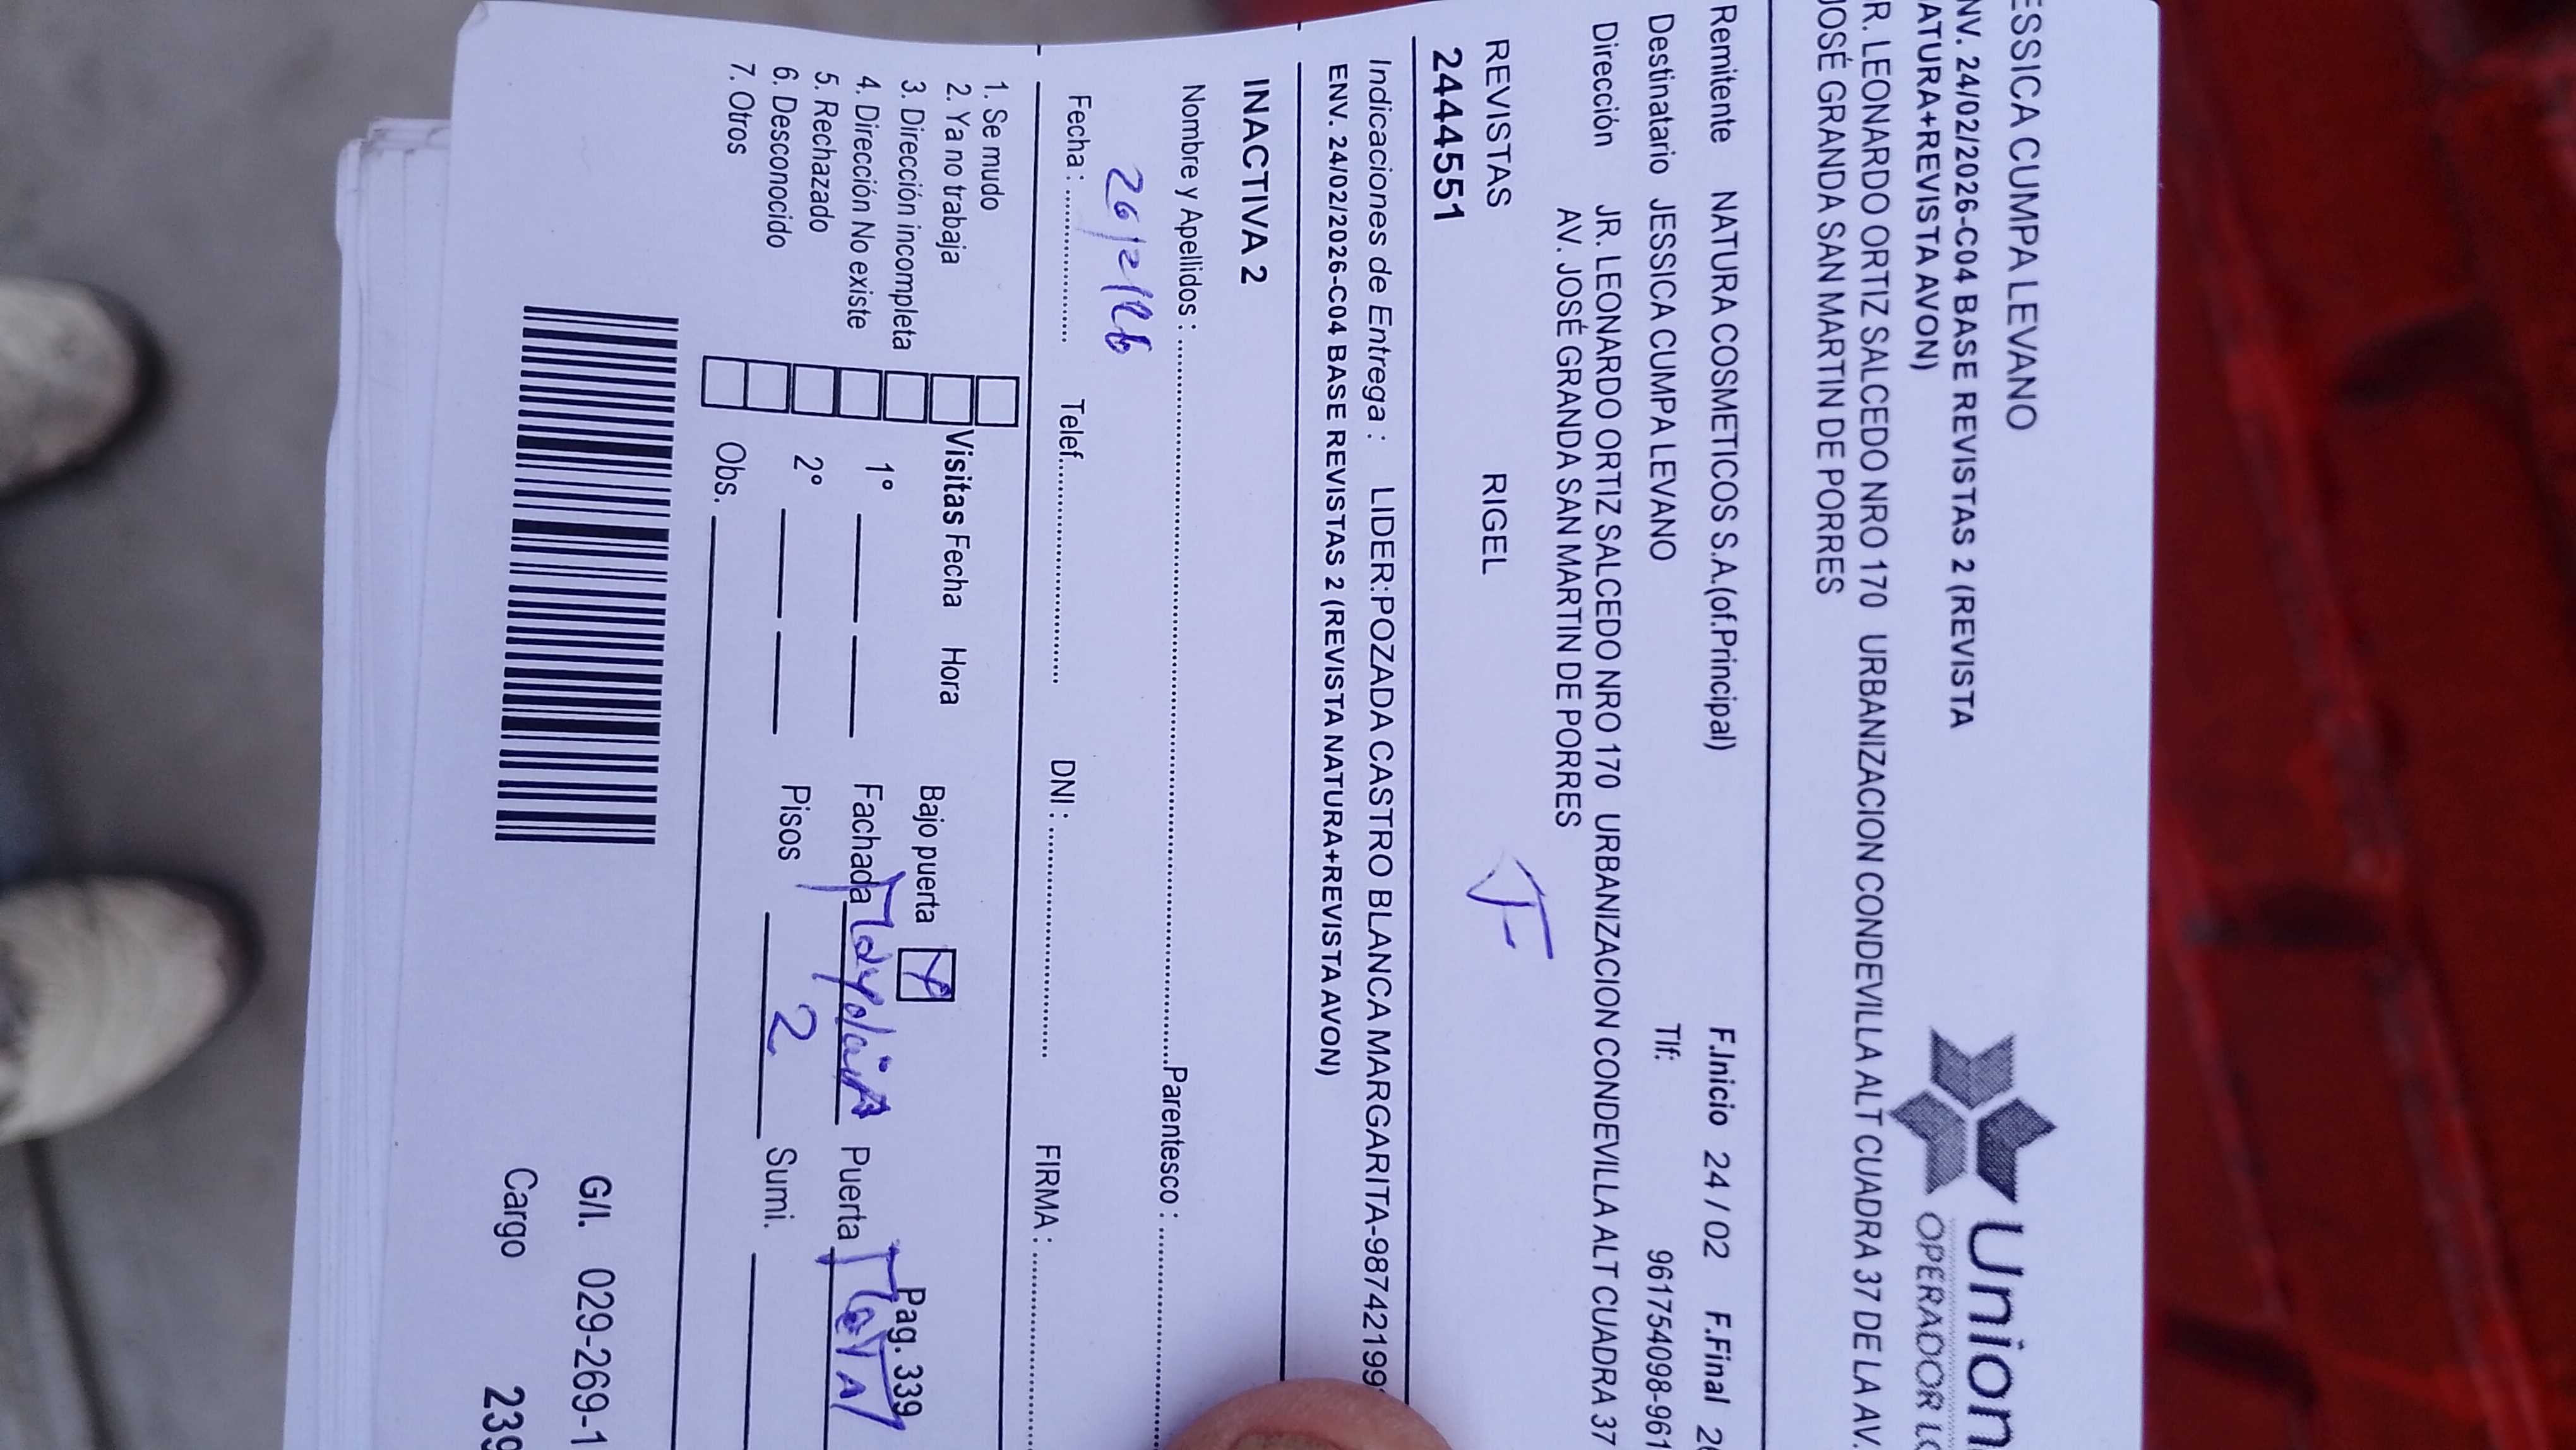 ESSICA CUMPA LEVANO
NV. 24/02/2026-C04 BASE REVISTAS 2 (REVISTA
ATURA+REVISTA AVON)
R. LEONARDO ORTIZ SALCEDO NRO 170 URBANIZACION CONDEVILLA ALT CUADRA 37 DE LA AV.
JOSÉ GRANDA SAN MARTIN DE PORRES
Union
OPERADOR LO
Remitente NATURA COSMETICOS S.A.(of.Principal) F.Inicio 24 / 02 F.Final 2
Destinatario JESSICA CUMPA LEVANO Tlf: 961754098-961
Dirección JR. LEONARDO ORTIZ SALCEDO NRO 170 URBANIZACION CONDEVILLA ALT CUADRA 37
AV. JOSÉ GRANDA SAN MARTIN DE PORRES
REVISTAS RIGEL
2444551
Indicaciones de Entrega : LIDER:POZADA CASTRO BLANCA MARGARITA-98742199
ENV. 24/02/2026-C04 BASE REVISTAS 2 (REVISTA NATURA+REVISTA AVON)
INACTIVA 2
Nombre y Apellidos : Parentesco :
26/2/26
Fecha : Telef. DNI : FIRMA :
1. Se mudo
2. Ya no trabaja
3. Dirección incompleta
4. Dirección No existe
5. Rechazado
6. Desconocido
7. Otros
Visitas Fecha Hora
1°
2°
Obs.
Bajo puerta Pag. 339
Fachada Puerta
Pisos 2 Sumi.
G/I. 029-269-1
Cargo 239